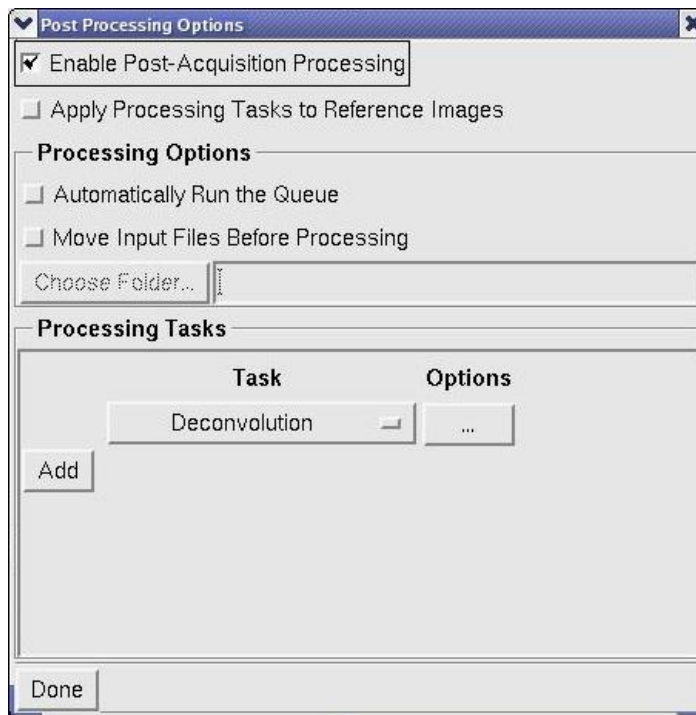 Post Processing Options
Enable Post-Acquisition Processing
Apply Processing Tasks to Reference Images
Processing Options
Automatically Run the Queue
Move Input Files Before Processing
Choose Folder...
Processing Tasks
Task Options
Deconvolution ...
Add
Done